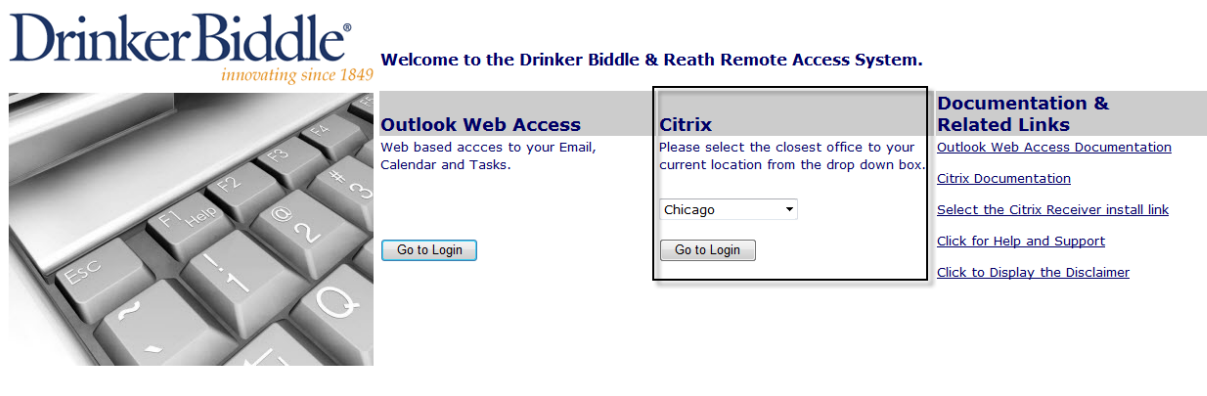 DrinkerBiddle®
innovating since 1849
Welcome to the Drinker Biddle & Reath Remote Access System.
Outlook Web Access
Web based accces to your Email,
Calendar and Tasks.
Go to Login
Citrix
Please select the closest office to your
current location from the drop down box.
Chicago
Go to Login
Documentation &
Related Links
Outlook Web Access Documentation
Citrix Documentation
Select the Citrix Receiver install link
Click for Help and Support
Click to Display the Disclaimer
Esc
F1 Help
F2
F3
F4
~
!
1
@
2
#
3
Q